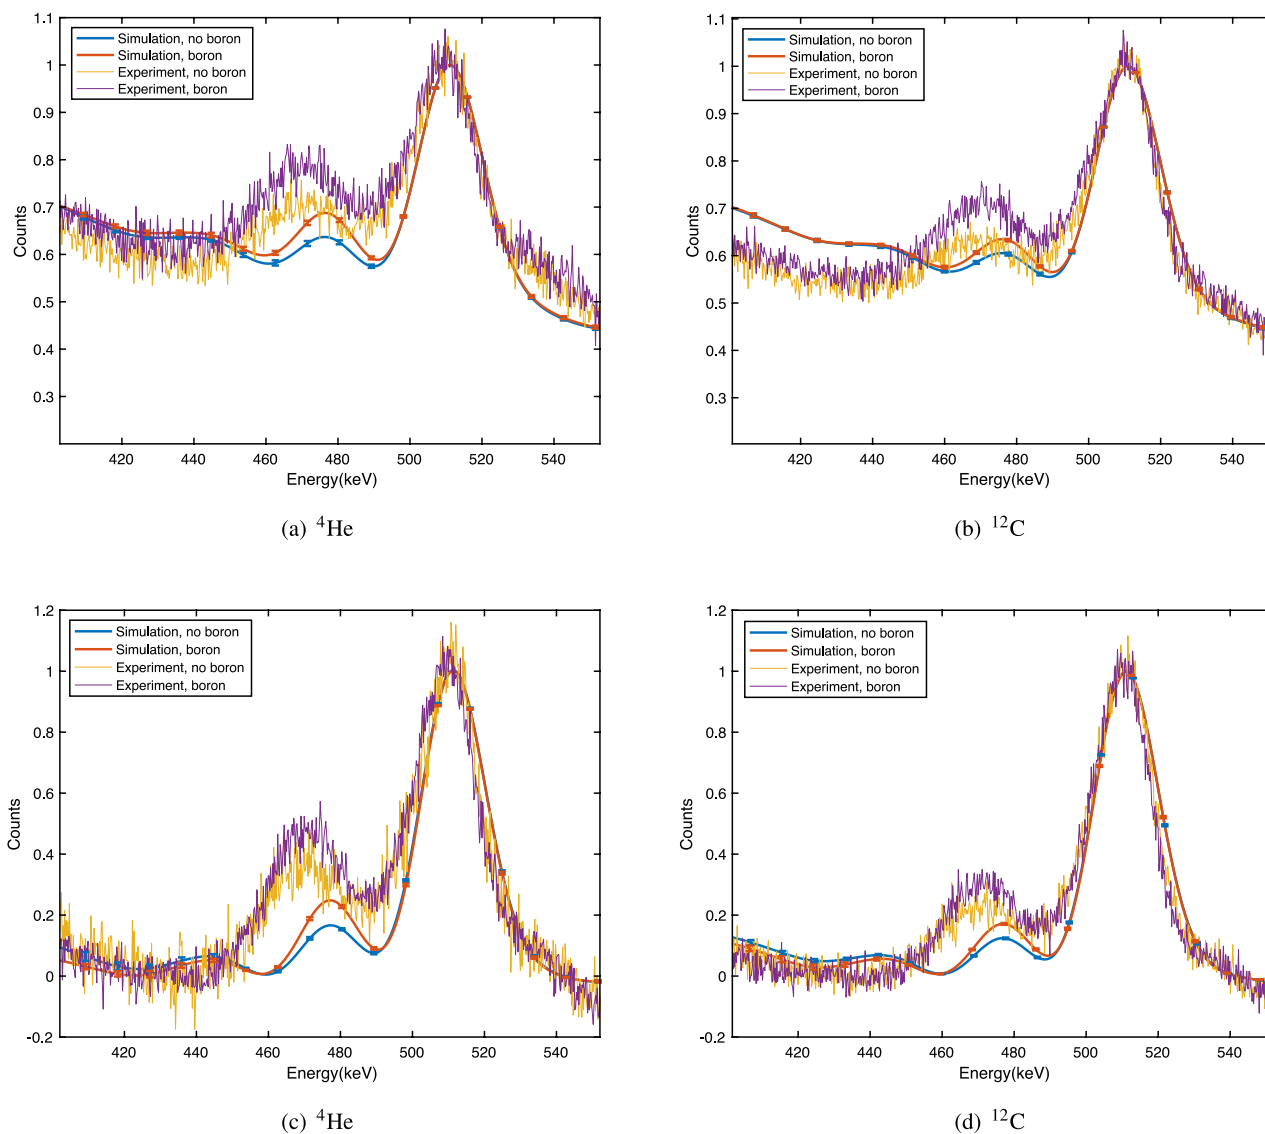 1.1
1
0.9
0.8
0.7
0.6
0.5
0.4
0.3
Counts
Simulation, no boron
Simulation, boron
Experiment, no boron
Experiment, boron
420 440 460 480 500 520 540
Energy(keV)
(a) ⁴He
1.1
1
0.9
0.8
0.7
0.6
0.5
0.4
0.3
Counts
Simulation, no boron
Simulation, boron
Experiment, no boron
Experiment, boron
420 440 460 480 500 520 540
Energy(keV)
(b) ¹²C
1.2
1
0.8
0.6
0.4
0.2
0
-0.2
Counts
Simulation, no boron
Simulation, boron
Experiment, no boron
Experiment, boron
420 440 460 480 500 520 540
Energy(keV)
(c) ⁴He
1.2
1
0.8
0.6
0.4
0.2
0
-0.2
Counts
Simulation, no boron
Simulation, boron
Experiment, no boron
Experiment, boron
420 440 460 480 500 520 540
Energy(keV)
(d) ¹²C